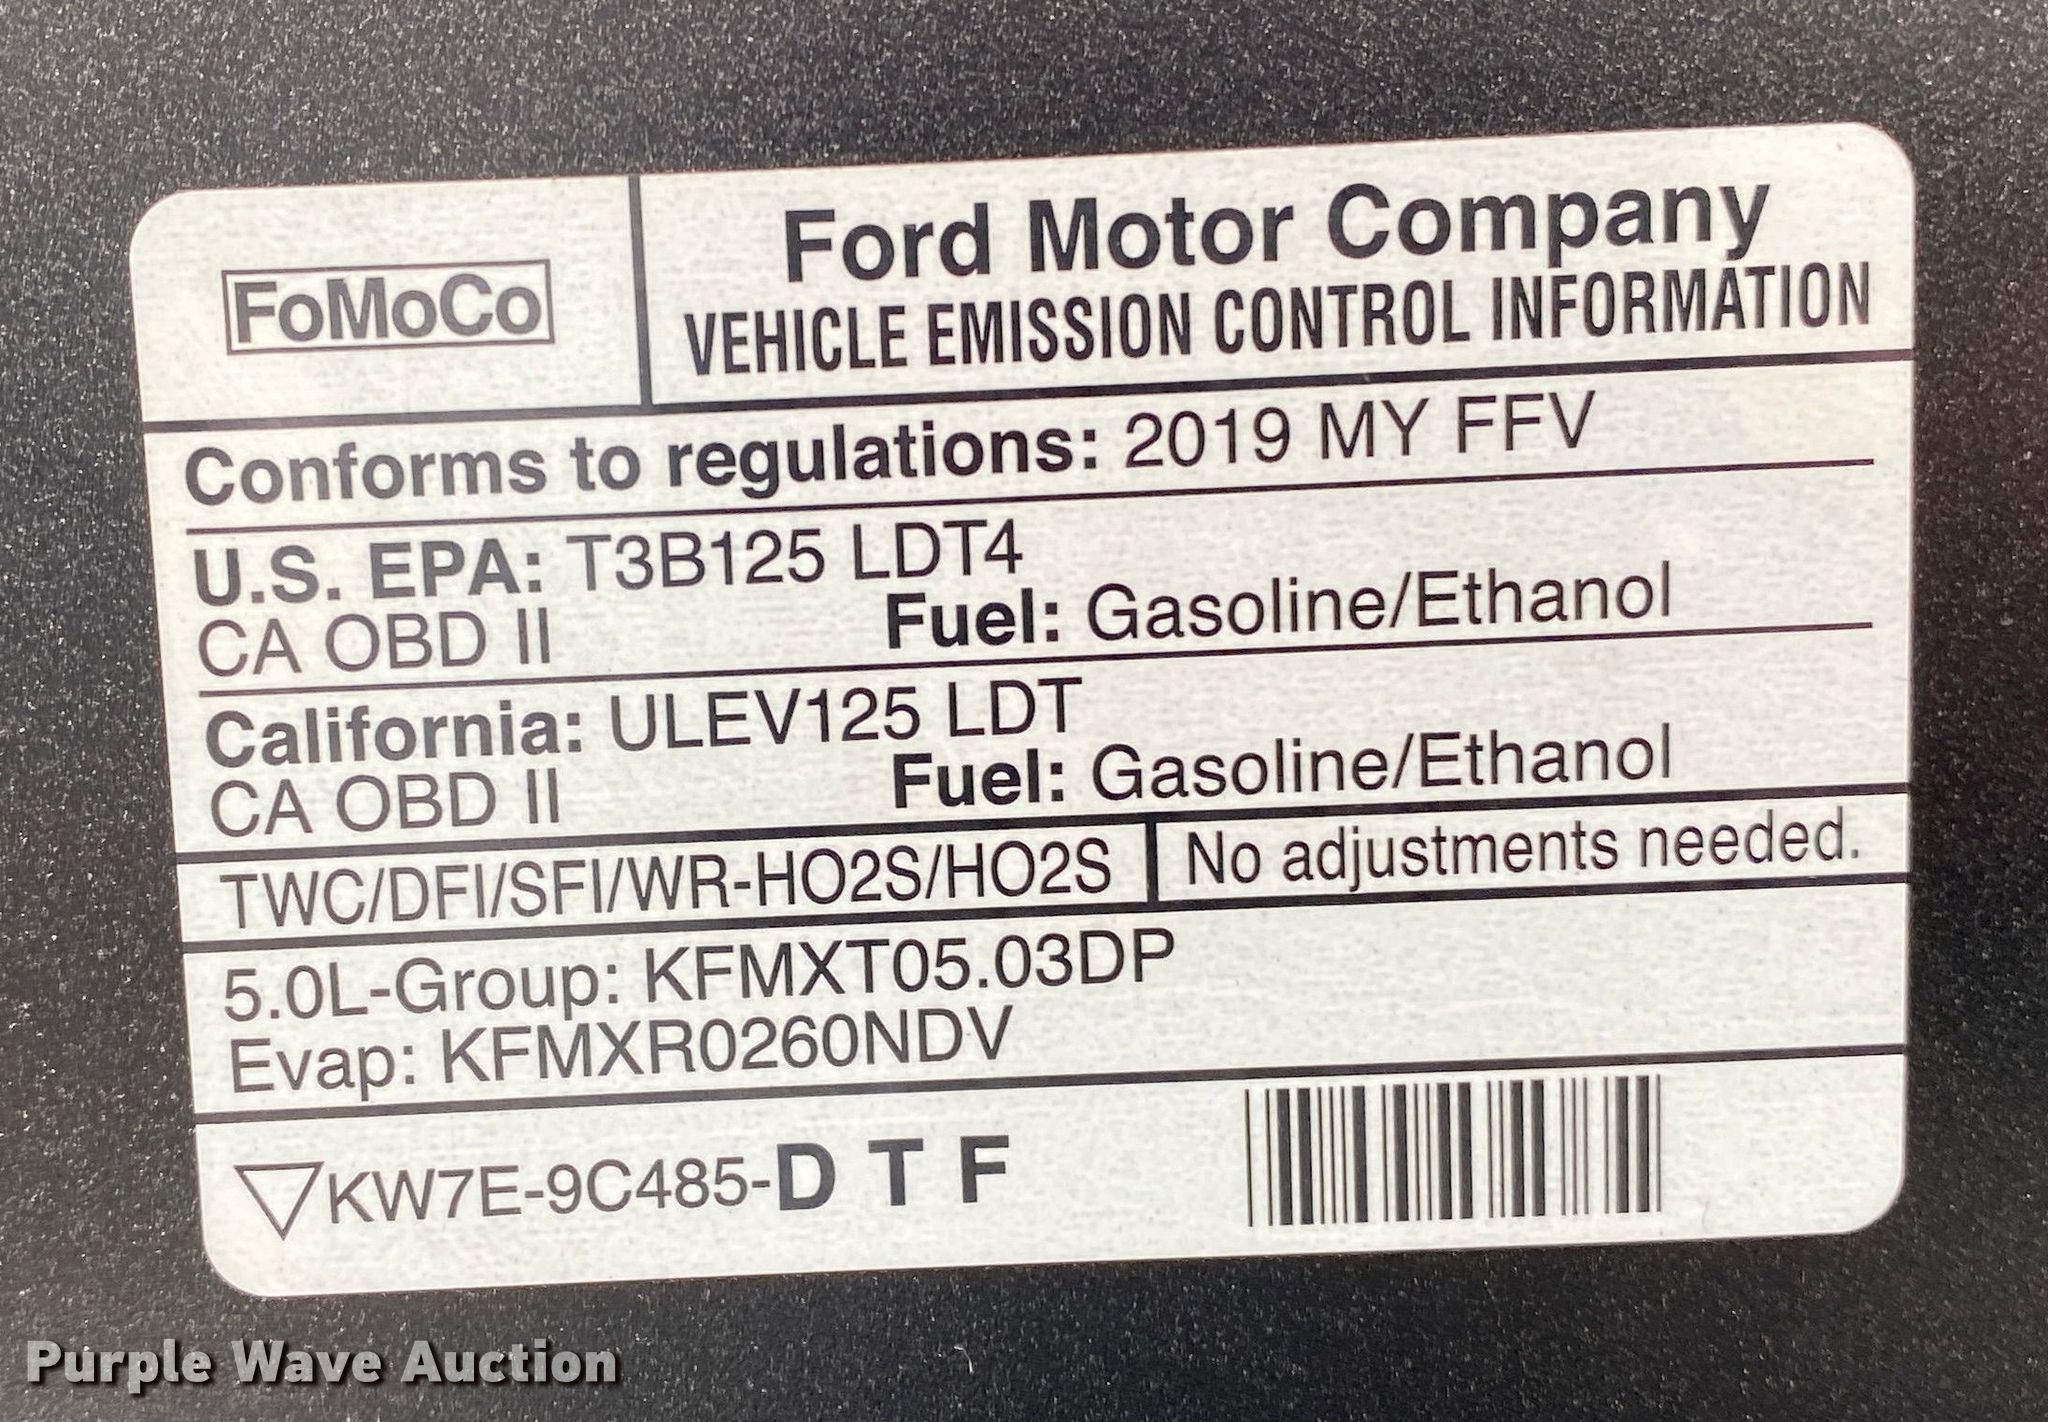 FoMoCo
Ford Motor Company
VEHICLE EMISSION CONTROL INFORMATION
Conforms to regulations: 2019 MY FFV
U.S. EPA: T3B125 LDT4
CA OBD II Fuel: Gasoline/Ethanol
California: ULEV125 LDT
CA OBD II Fuel: Gasoline/Ethanol
TWC/DFI/SFI/WR-HO2S/HO2S No adjustments needed.
5.0L-Group: KFMXT05.03DP
Evap: KFMXR0260NDV
KW7E-9C485-D T F
Purple Wave Auction